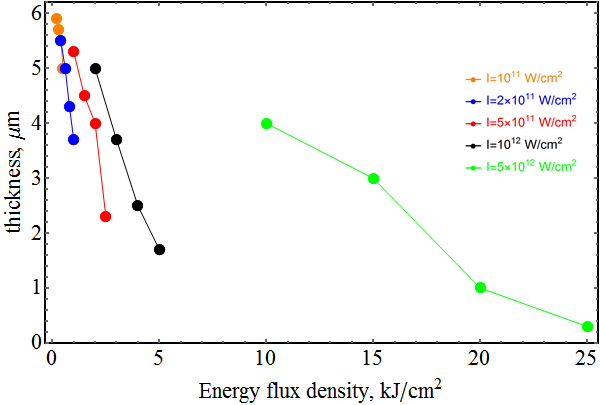 6
5
4
3
2
1
0
thickness, μm
I=10¹¹ W/cm²
I=2×10¹¹ W/cm²
I=5×10¹¹ W/cm²
I=10¹² W/cm²
I=5×10¹² W/cm²
0 5 10 15 20 25
Energy flux density, kJ/cm²